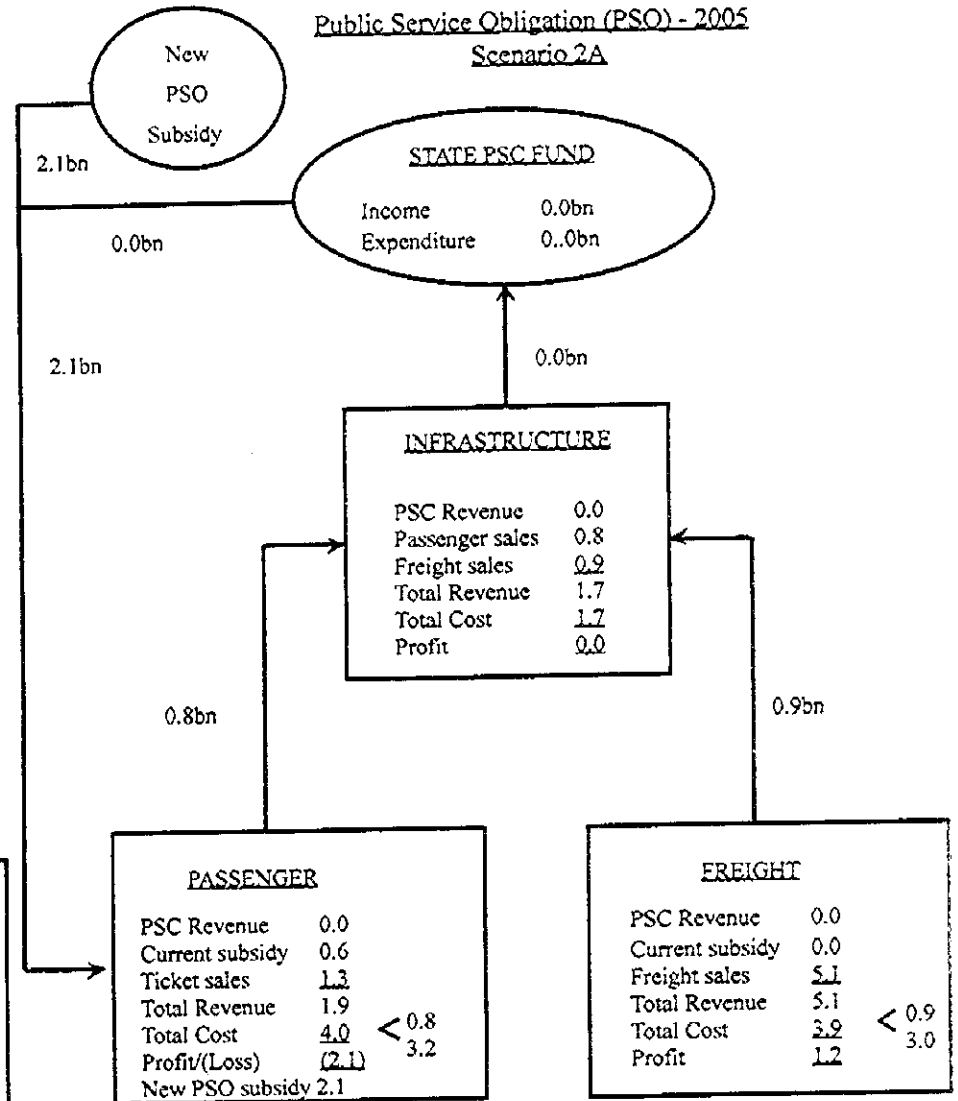 Public Service Obligation (PSO) - 2005
Scenario 2A
New
PSO
Subsidy
2.1bn
STATE PSC FUND
Income 0.0bn
Expenditure 0..0bn
0.0bn
2.1bn
0.0bn
INFRASTRUCTURE
PSC Revenue 0.0
Passenger sales 0.8
Freight sales 0.9
Total Revenue 1.7
Total Cost 1.7
Profit 0.0
0.8bn
0.9bn
PASSENGER
PSC Revenue 0.0
Current subsidy 0.6
Ticket sales 1.3
Total Revenue 1.9
Total Cost 4.0 < 0.8
3.2
Profit/(Loss) (2.1)
New PSO subsidy 2.1
FREIGHT
PSC Revenue 0.0
Current subsidy 0.0
Freight sales 5.1
Total Revenue 5.1
Total Cost 3.9 < 0.9
3.0
Profit 1.2